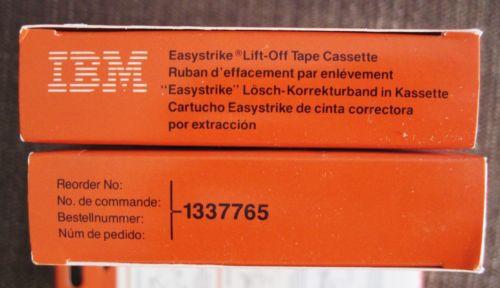 IBM
Easystrike® Lift-Off Tape Cassette
Ruban d'effacement par enlévement
"Easystrike" Lösch-Korrekturband in Kassette
Cartucho Easystrike de cinta correctora
por extracción
Reorder No:
No. de commande:
Bestellnummer:
Núm de pedido:
1337765